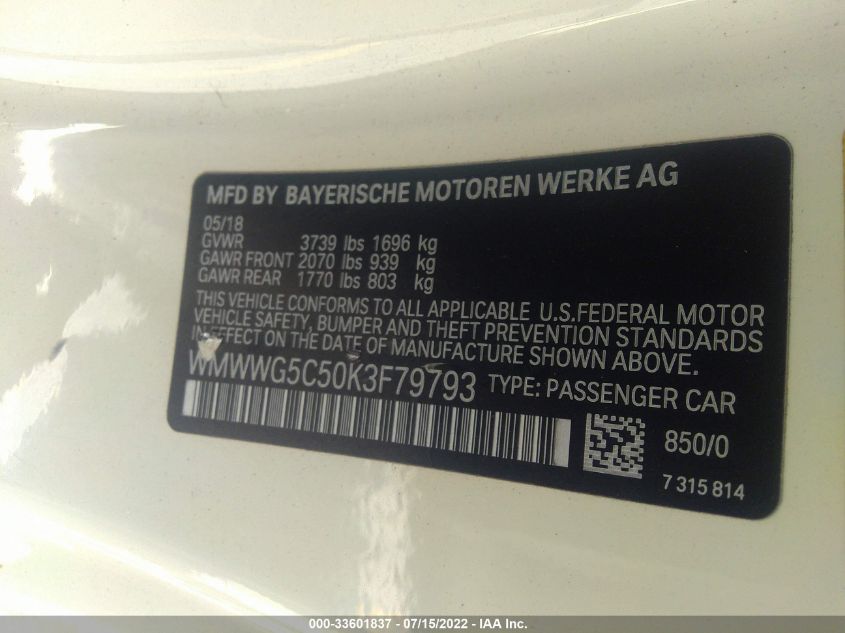 MFD BY BAYERISCHE MOTOREN WERKE AG
05/18
GVWR 3739 lbs 1696 kg
GAWR FRONT 2070 lbs 939 kg
GAWR REAR 1770 lbs 803 kg
THIS VEHICLE CONFORMS TO ALL APPLICABLE U.S.FEDERAL MOTOR
VEHICLE SAFETY, BUMPER AND THEFT PREVENTION STANDARDS
IN EFFECT ON THE DATE OF MANUFACTURE SHOWN ABOVE.
WMWWG5C50K3F79793 TYPE: PASSENGER CAR
850/0
7 315 814
000-33601837 - 07/15/2022 - IAA Inc.